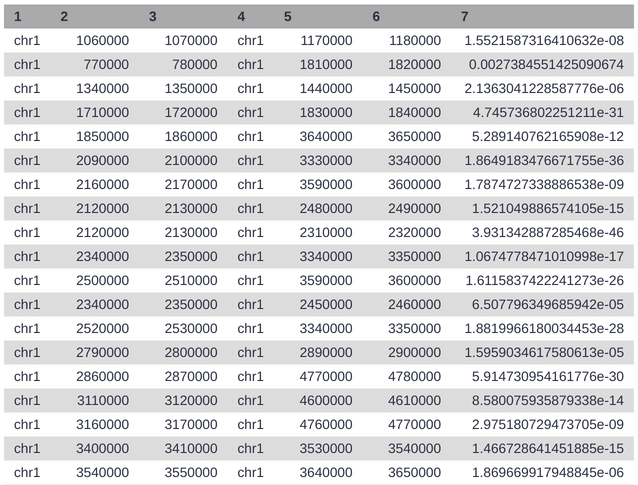 1 2 3 4 5 6 7
chr1 1060000 1070000 chr1 1170000 1180000 1.5521587316410632e-08
chr1 770000 780000 chr1 1810000 1820000 0.0027384551425090674
chr1 1340000 1350000 chr1 1440000 1450000 2.1363041228587776e-06
chr1 1710000 1720000 chr1 1830000 1840000 4.745736802251211e-31
chr1 1850000 1860000 chr1 3640000 3650000 5.289140762165908e-12
chr1 2090000 2100000 chr1 3330000 3340000 1.8649183476671755e-36
chr1 2160000 2170000 chr1 3590000 3600000 1.7874727338886538e-09
chr1 2120000 2130000 chr1 2480000 2490000 1.521049886574105e-15
chr1 2120000 2130000 chr1 2310000 2320000 3.931342887285468e-46
chr1 2340000 2350000 chr1 3340000 3350000 1.0674778471010998e-17
chr1 2500000 2510000 chr1 3590000 3600000 1.6115837422241273e-26
chr1 2340000 2350000 chr1 2450000 2460000 6.507796349685942e-05
chr1 2520000 2530000 chr1 3340000 3350000 1.8819966180034453e-28
chr1 2790000 2800000 chr1 2890000 2900000 1.5959034617580613e-05
chr1 2860000 2870000 chr1 4770000 4780000 5.914730954161776e-30
chr1 3110000 3120000 chr1 4600000 4610000 8.580075935879338e-14
chr1 3160000 3170000 chr1 4760000 4770000 2.975180729473705e-09
chr1 3400000 3410000 chr1 3530000 3540000 1.466728641451885e-15
chr1 3540000 3550000 chr1 3640000 3650000 1.869669917948845e-06